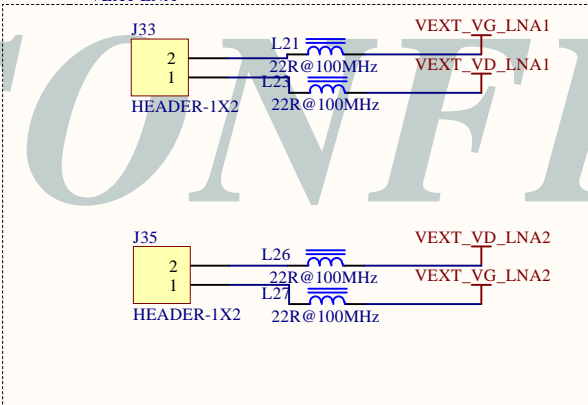 J33
L21
VEXT_VG_LNA1
2
22R@100MHz
VEXT_VD_LNA1
1
L23
HEADER-1X2
22R@100MHz
CONFI
J35
L26
VEXT_VD_LNA2
2
22R@100MHz
VEXT_VG_LNA2
1
L27
HEADER-1X2
22R@100MHz